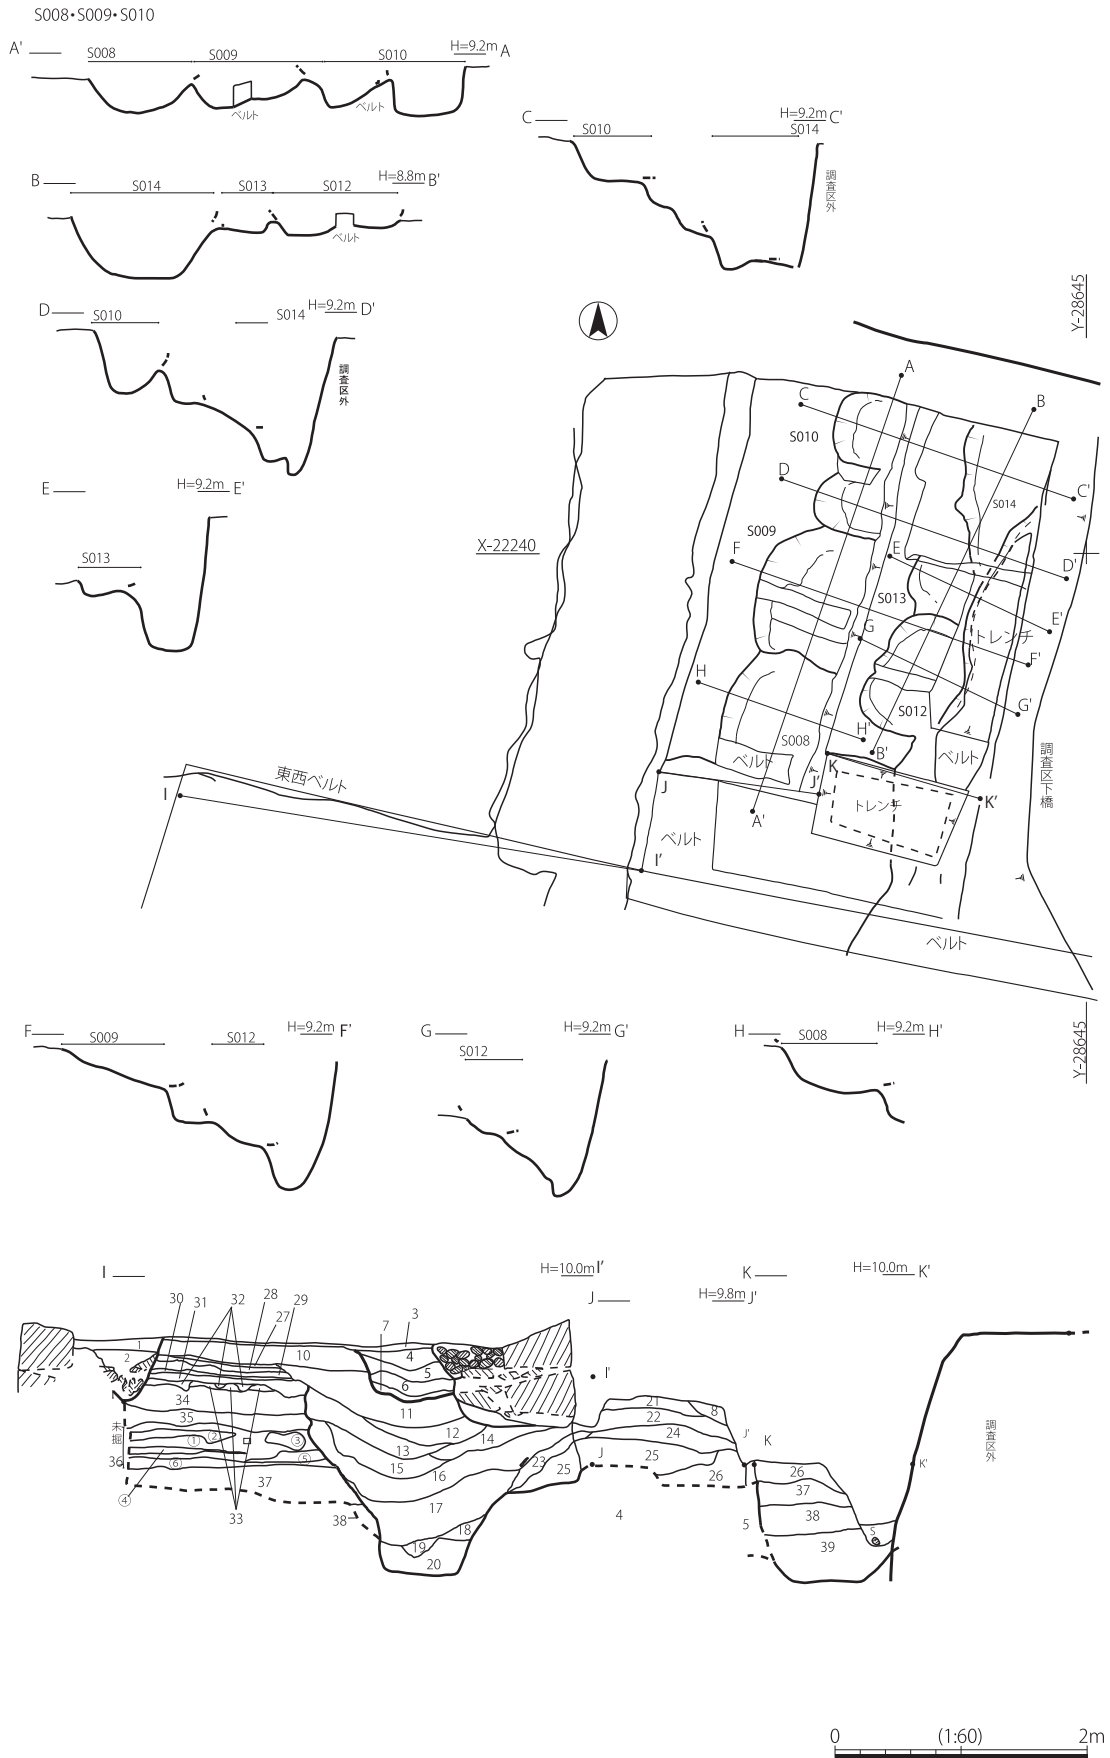 S008・S009・S010
A'
S008
S009
S010
H=9.2m A
ベルト
ベルト
B
S014
S013
S012
H=8.8m B'
ベルト
C
S010
H=9.2m C'
S014
調査区外
D
S010
S014
H=9.2m D'
調査区外
E
H=9.2m E'
S013
Y-28645
X-22240
A
B
C
S010
D
C'
S014
S009
F
E
D'
S013
E'
G
トレンチ
F'
H
S012
G'
S008
H'
B'
ベルト
K
ベルト
調査区下橋
東西ベルト
I
J
J'
トレンチ
K'
A'
ベルト
I'
ベルト
F
S009
S012
H=9.2m F'
G
S012
H=9.2m G'
H
S008
H=9.2m H'
Y-28645
I
H=10.0m I'
J
H=9.8m J'
K
H=10.0m K'
30
31
32
28
27
29
7
3
1
2
10
4
5
6
34
35
11
12
13
14
15
16
17
18
19
20
未掘
36
①
②
③
④
⑤
⑥
37
33
38
I'
21
8
22
24
23
25
25
26
J
J'
K
4
5
26
37
38
39
S
K'
調査区外
0
(1:60)
2m